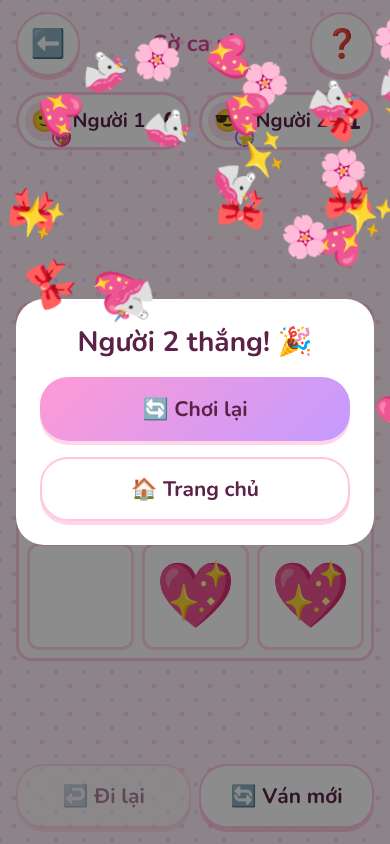 Người 1
Người 2
Người 2 thắng!
Chơi lại
Trang chủ
Đi lại
Ván mới